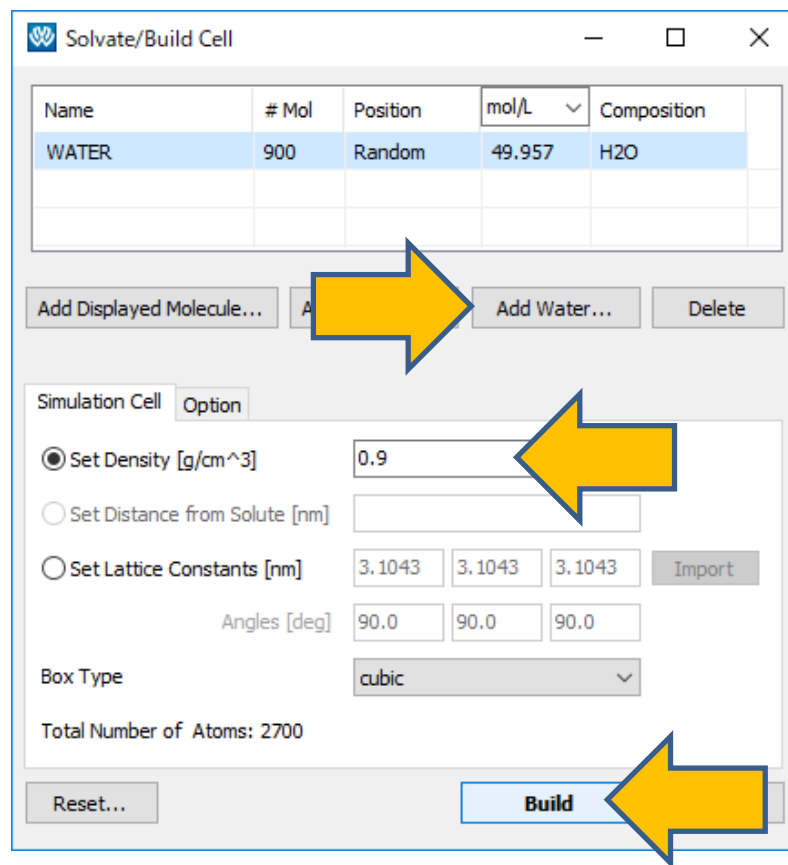 Solvate/Build Cell
Name # Mol Position mol/L Composition
WATER 900 Random 49.957 H2O
Add Displayed Molecule... Add Water... Delete
Simulation Cell Option
Set Density [g/cm^3] 0.9
Set Distance from Solute [nm]
Set Lattice Constants [nm] 3.1043 3.1043 3.1043 Import
Angles [deg] 90.0 90.0 90.0
Box Type cubic
Total Number of Atoms: 2700
Reset... Build